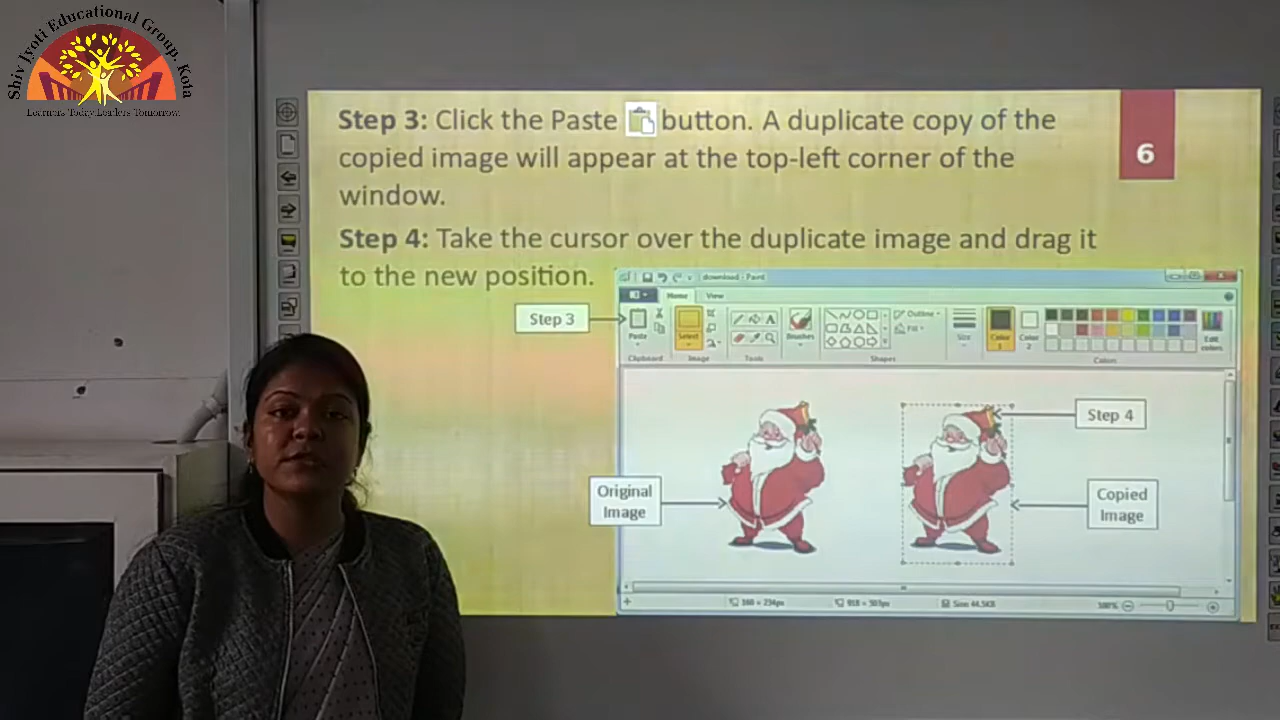 Shiv Jyoti Educational Group, Kota
Learners Today.Leaders Tomorrow.
Step 3: Click the Paste button. A duplicate copy of the
copied image will appear at the top-left corner of the
window.
6
Step 4: Take the cursor over the duplicate image and drag it
to the new position.
download - Paint
Home View
Step 3
Paste
Select
Brushes
Outline
Fill
Size
Color
1
Color
2
Edit
colors
Clipboard
Image
Tools
Shapes
Colors
Step 4
Original
Image
Copied
Image
100%